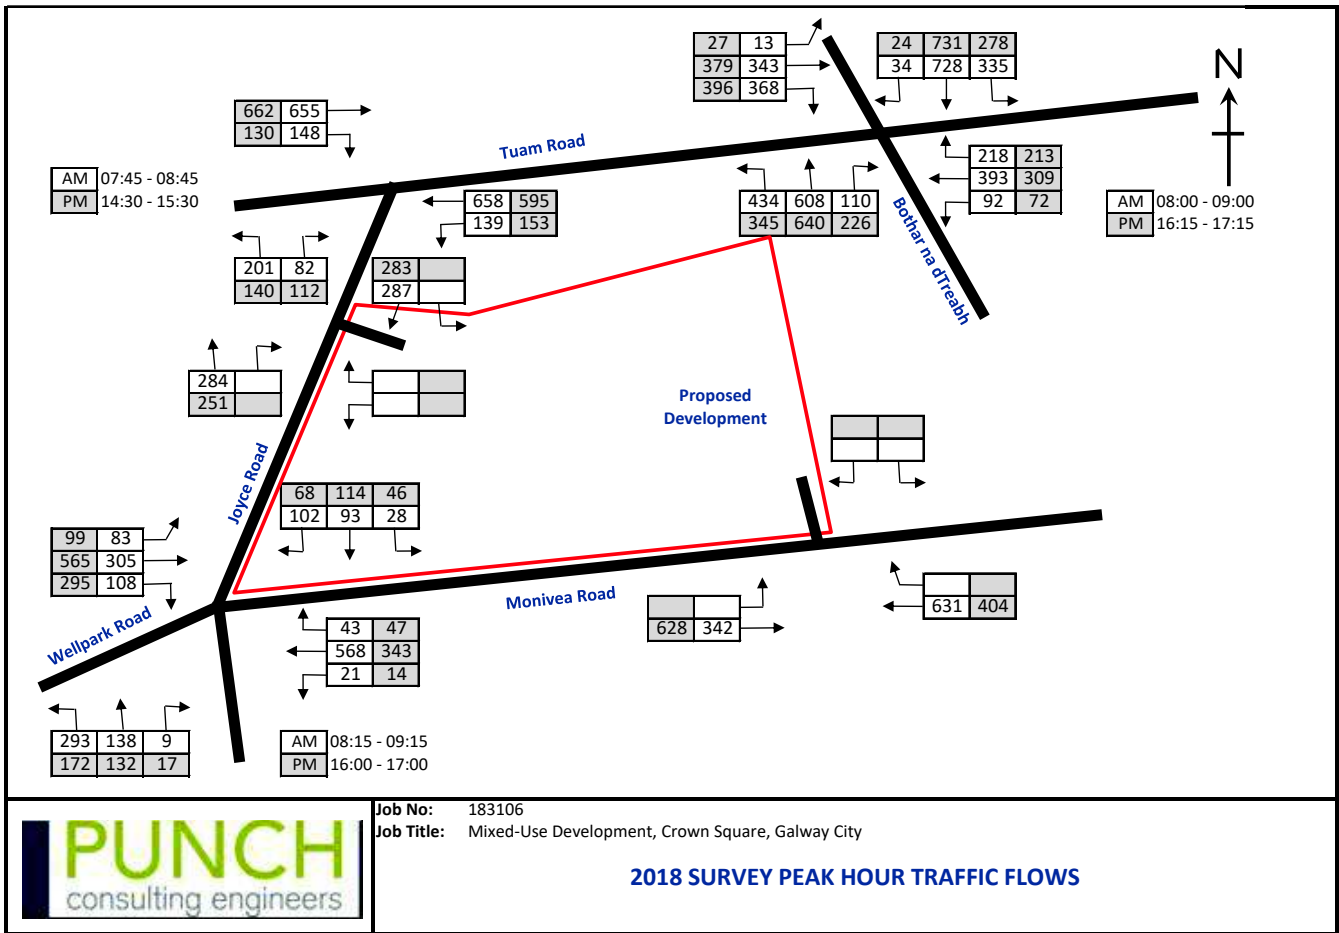 27 13
379 343
396 368
24 731 278
34 728 335
N
662 655
130 148
Tuam Road
AM 07:45 - 08:45
PM 14:30 - 15:30
658 595
139 153
434 608 110
345 640 226
218 213
393 309
92 72
AM 08:00 - 09:00
PM 16:15 - 17:15
Bothar na dTreabh
201 82
140 112
283
287
284
251
Proposed
Development
Joyce Road
68 114 46
102 93 28
99 83
565 305
295 108
Monivea Road
631 404
628 342
Wellpark Road
43 47
568 343
21 14
293 138 9
172 132 17
AM 08:15 - 09:15
PM 16:00 - 17:00
PUNCH
consulting engineers
Job No: 183106
Job Title: Mixed-Use Development, Crown Square, Galway City
2018 SURVEY PEAK HOUR TRAFFIC FLOWS